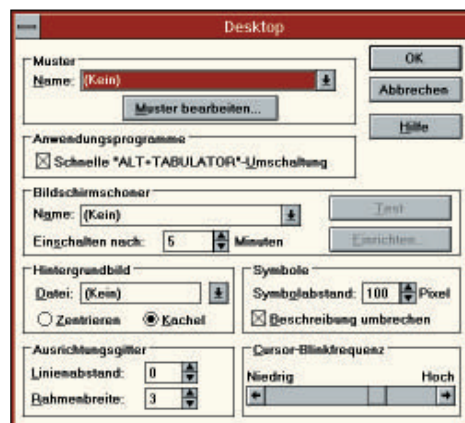 Desktop
Muster
Name: (Kein)
Muster bearbeiten...
OK
Abbrechen
Hilfe
Anwendungsprogramme
Schnelle "ALT+TABULATOR"-Umschaltung
Bildschirmschoner
Name: (Kein)
Test
Einschalten nach: 5 Minuten
Einrichten...
Hintergrundbild
Datei: (Kein)
Zentrieren Kachel
Symbole
Symbolabstand: 100 Pixel
Beschreibung umbrechen
Ausrichtungsgitter
Linienabstand: 0
Rahmenbreite: 3
Cursor-Blinkfrequenz
Niedrig Hoch